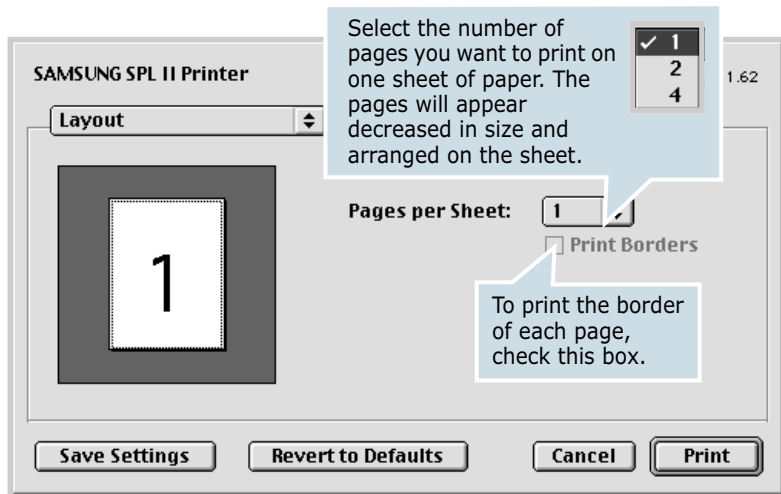 Select the number of
pages you want to print on
one sheet of paper. The
pages will appear
decreased in size and
arranged on the sheet.
✓ 1
2
4
SAMSUNG SPL II Printer
1.62
Layout
Pages per Sheet: 1
Print Borders
1
To print the border
of each page,
check this box.
Save Settings
Revert to Defaults
Cancel
Print